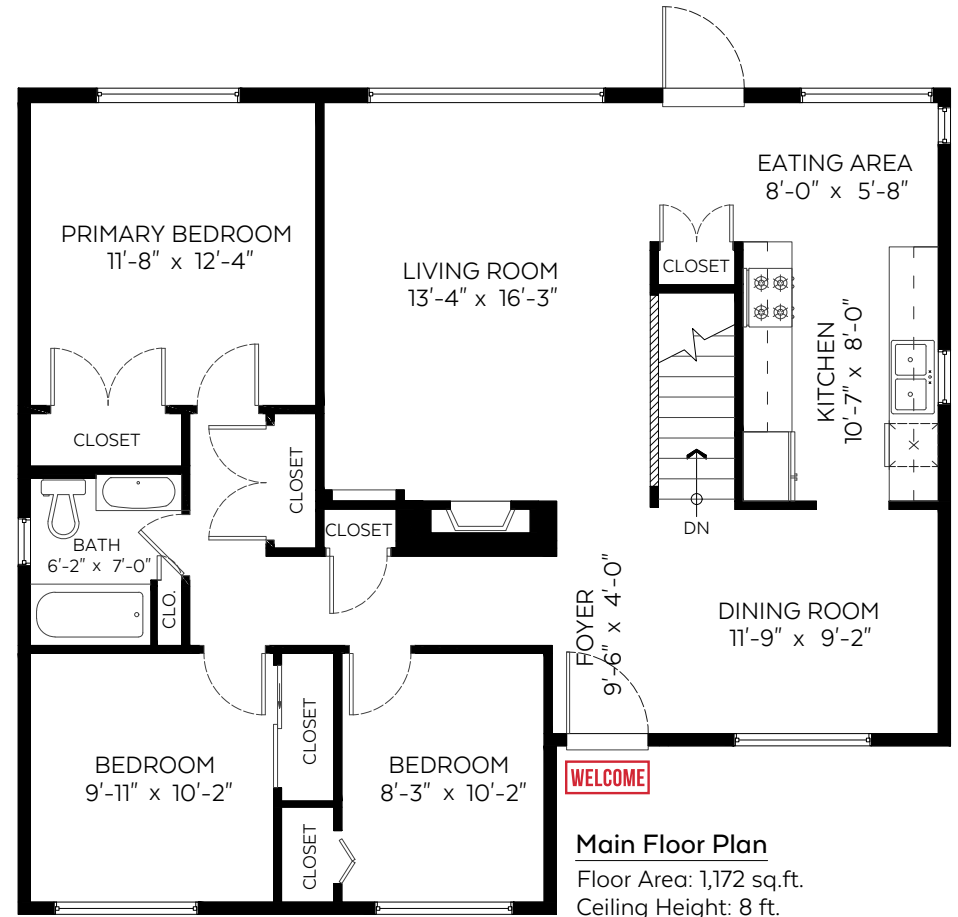 EATING AREA
8'-0" x 5'-8"
PRIMARY BEDROOM
11'-8" x 12'-4"
LIVING ROOM
13'-4" x 16'-3"
CLOSET
KITCHEN
10'-7" x 8'-0"
CLOSET
CLOSET
CLOSET
DN
BATH
6'-2" x 7'-0"
CLO.
FOYER
9'-6" x 4'-0"
DINING ROOM
11'-9" x 9'-2"
BEDROOM
9'-11" x 10'-2"
CLOSET
BEDROOM
8'-3" x 10'-2"
WELCOME
CLOSET
Main Floor Plan
Floor Area: 1,172 sq.ft.
Ceiling Height: 8 ft.